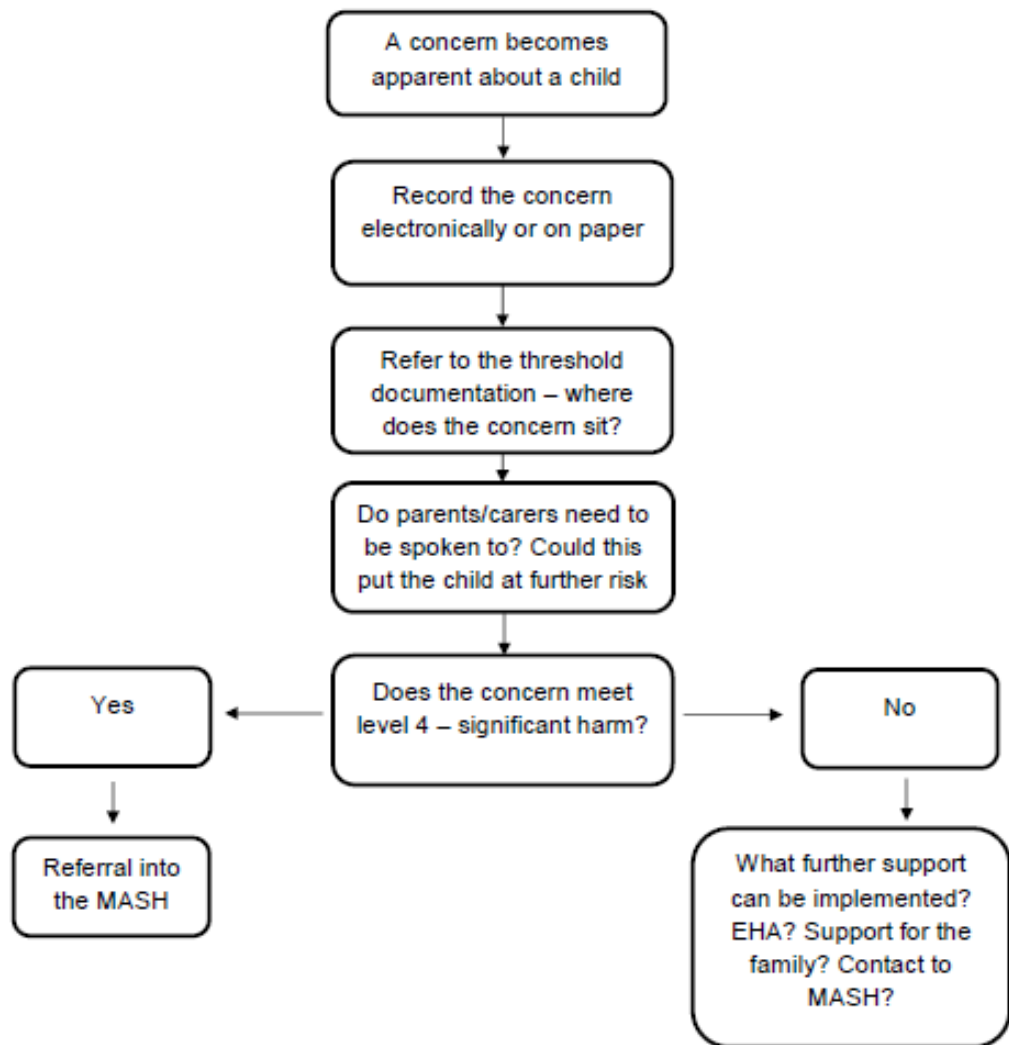 A concern becomes
apparent about a child
Record the concern
electronically or on paper
Refer to the threshold
documentation – where
does the concern sit?
Do parents/carers need to
be spoken to? Could this
put the child at further risk
Does the concern meet
level 4 – significant harm?
Yes
No
Referral into
the MASH
What further support
can be implemented?
EHA? Support for the
family? Contact to
MASH?